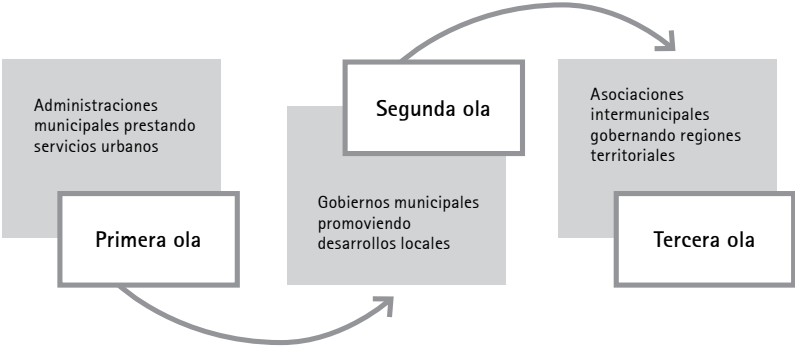 Administraciones
municipales prestando
servicios urbanos
Primera ola
Segunda ola
Gobiernos municipales
promoviendo
desarrollos locales
Asociaciones
intermunicipales
gobernando regiones
territoriales
Tercera ola